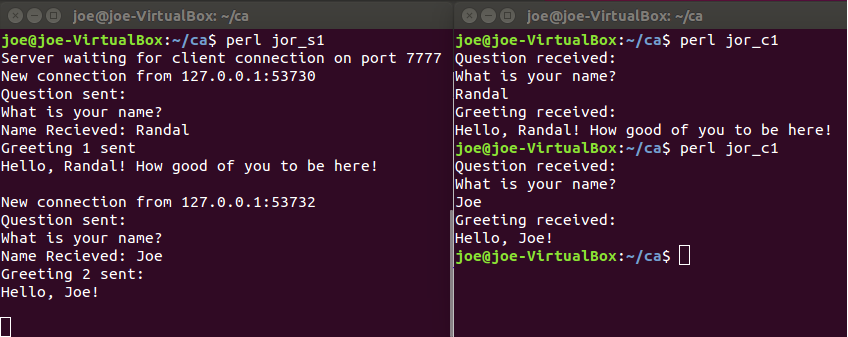 joe@joe-VirtualBox: ~/ca
joe@joe-VirtualBox:~/ca$ perl jor_s1
Server waiting for client connection on port 7777
New connection from 127.0.0.1:53730
Question sent:
What is your name?
Name Recieved: Randal
Greeting 1 sent
Hello, Randal! How good of you to be here!
New connection from 127.0.0.1:53732
Question sent:
What is your name?
Name Recieved: Joe
Greeting 2 sent:
Hello, Joe!
joe@joe-VirtualBox: ~/ca
joe@joe-VirtualBox:~/ca$ perl jor_c1
Question received:
What is your name?
Randal
Greeting received:
Hello, Randal! How good of you to be here!
joe@joe-VirtualBox:~/ca$ perl jor_c1
Question received:
What is your name?
Joe
Greeting received:
Hello, Joe!
joe@joe-VirtualBox:~/ca$